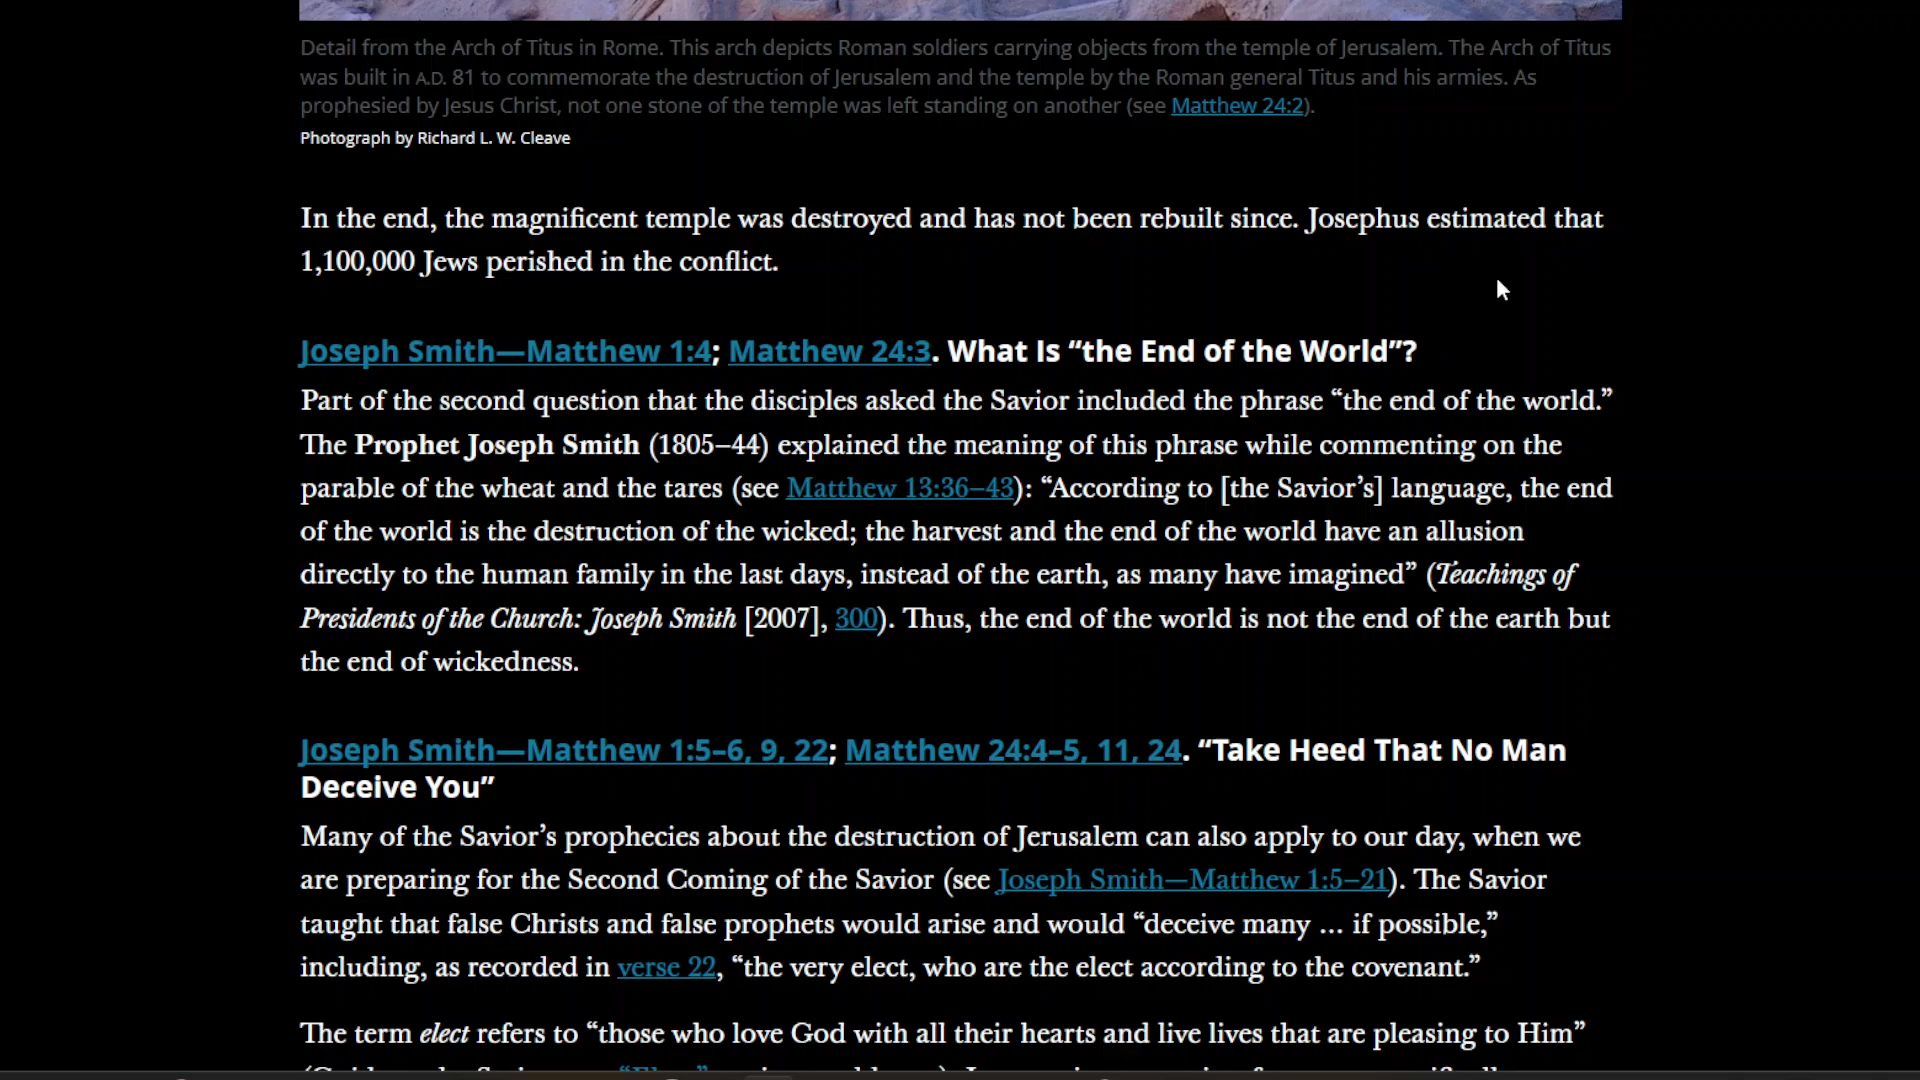 Detail from the Arch of Titus in Rome. This arch depicts Roman soldiers carrying objects from the temple of Jerusalem. The Arch of Titus
was built in A.D. 81 to commemorate the destruction of Jerusalem and the temple by the Roman general Titus and his armies. As
prophesied by Jesus Christ, not one stone of the temple was left standing on another (see Matthew 24:2).
Photograph by Richard L. W. Cleave
In the end, the magnificent temple was destroyed and has not been rebuilt since. Josephus estimated that
1,100,000 Jews perished in the conflict.
Joseph Smith—Matthew 1:4; Matthew 24:3. What Is “the End of the World”?
Part of the second question that the disciples asked the Savior included the phrase “the end of the world.”
The Prophet Joseph Smith (1805–44) explained the meaning of this phrase while commenting on the
parable of the wheat and the tares (see Matthew 13:36–43): “According to [the Savior’s] language, the end
of the world is the destruction of the wicked; the harvest and the end of the world have an allusion
directly to the human family in the last days, instead of the earth, as many have imagined” (Teachings of
Presidents of the Church: Joseph Smith [2007], 300). Thus, the end of the world is not the end of the earth but
the end of wickedness.
Joseph Smith—Matthew 1:5–6, 9, 22; Matthew 24:4–5, 11, 24. “Take Heed That No Man
Deceive You”
Many of the Savior’s prophecies about the destruction of Jerusalem can also apply to our day, when we
are preparing for the Second Coming of the Savior (see Joseph Smith—Matthew 1:5–21). The Savior
taught that false Christs and false prophets would arise and would “deceive many … if possible,”
including, as recorded in verse 22, “the very elect, who are the elect according to the covenant.”
The term elect refers to “those who love God with all their hearts and live lives that are pleasing to Him”